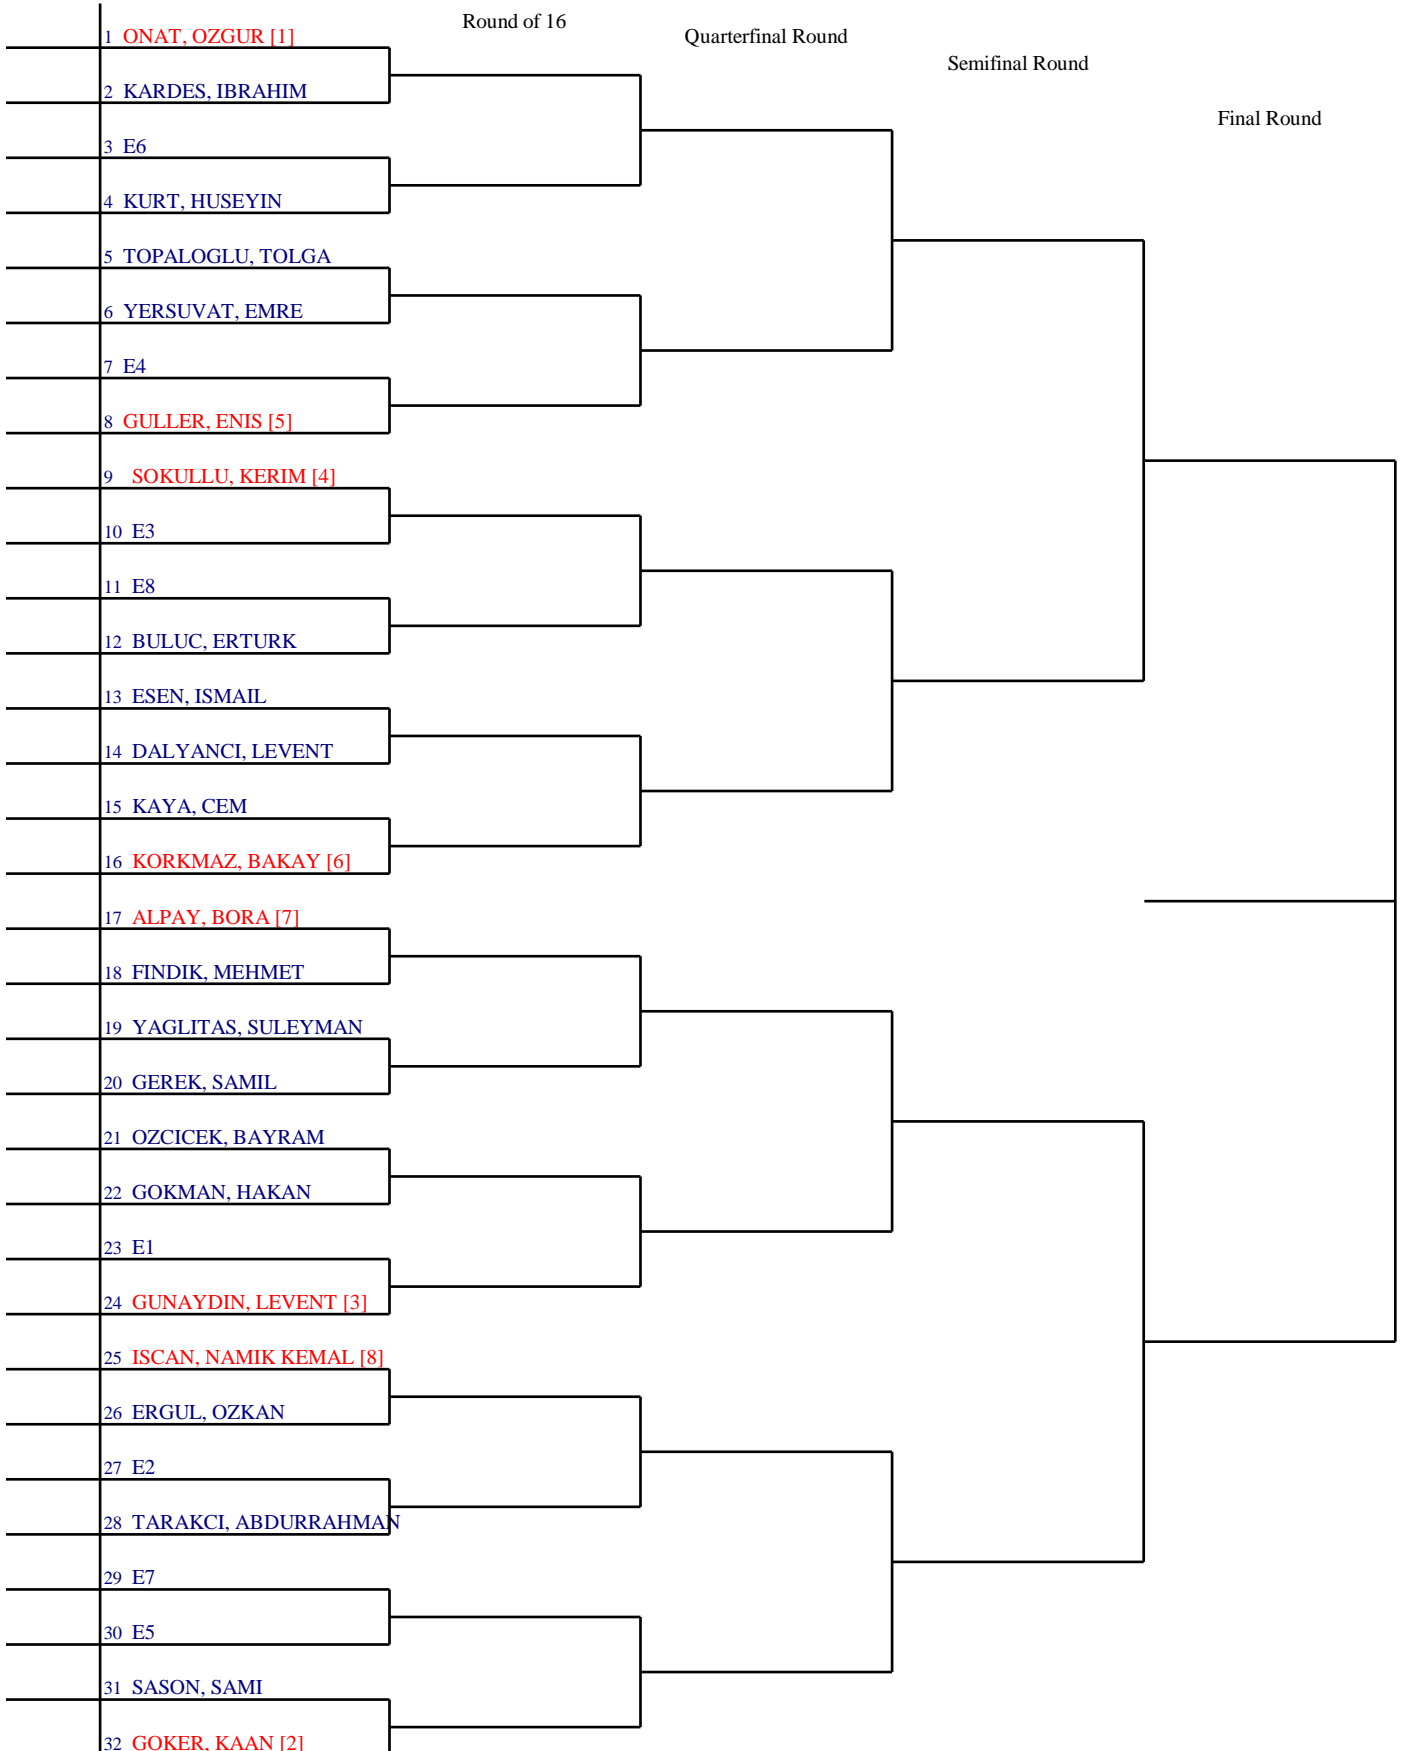 Round of 16
Quarterfinal Round
Semifinal Round
Final Round
1 ONAT, OZGUR [1]
2 KARDES, IBRAHIM
3 E6
4 KURT, HUSEYIN
5 TOPALOGLU, TOLGA
6 YERSUVAT, EMRE
7 E4
8 GULLER, ENIS [5]
9 SOKULLU, KERIM [4]
10 E3
11 E8
12 BULUC, ERTURK
13 ESEN, ISMAIL
14 DALYANCI, LEVENT
15 KAYA, CEM
16 KORKMAZ, BAKAY [6]
17 ALPAY, BORA [7]
18 FINDIK, MEHMET
19 YAGLITAS, SULEYMAN
20 GEREK, SAMIL
21 OZCICEK, BAYRAM
22 GOKMAN, HAKAN
23 E1
24 GUNAYDIN, LEVENT [3]
25 ISCAN, NAMIK KEMAL [8]
26 ERGUL, OZKAN
27 E2
28 TARAKCI, ABDURRAHMAN
29 E7
30 E5
31 SASON, SAMI
32 GOKER, KAAN [2]